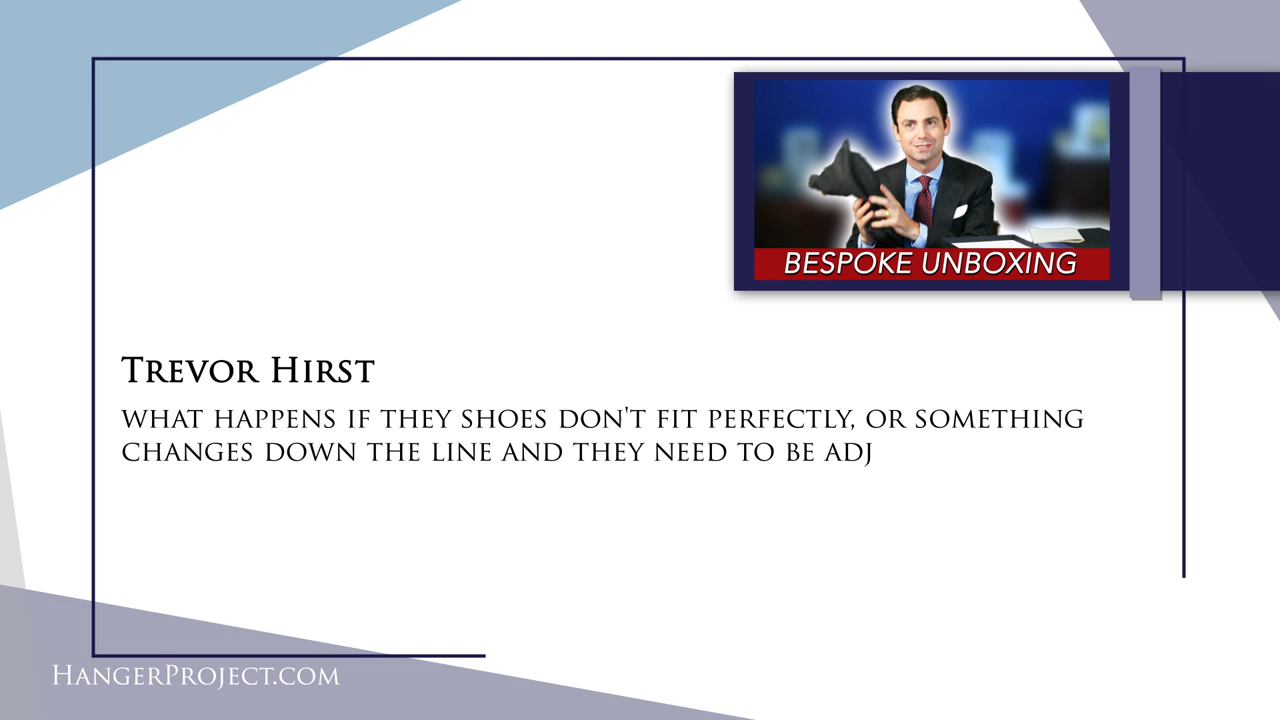 BESPOKE UNBOXING
Trevor Hirst
what happens if they shoes don't fit perfectly, or something
changes down the line and they need to be adj
HangerProject.com